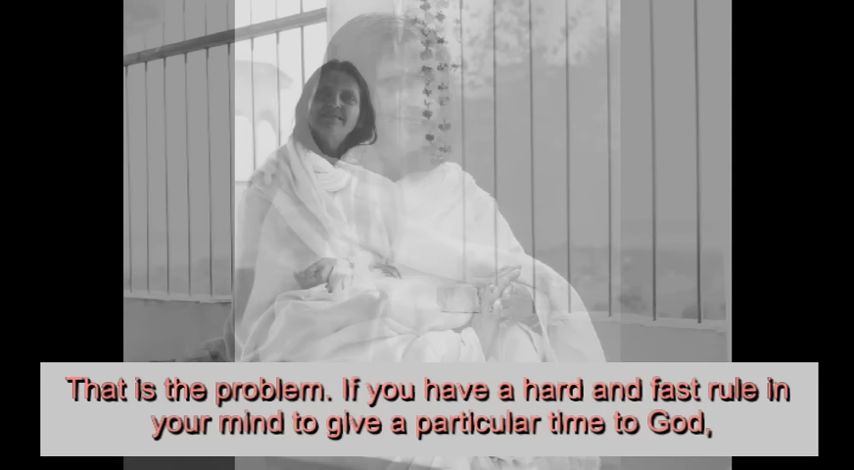 That is the problem. If you have a hard and fast rule in
your mind to give a particular time to God,